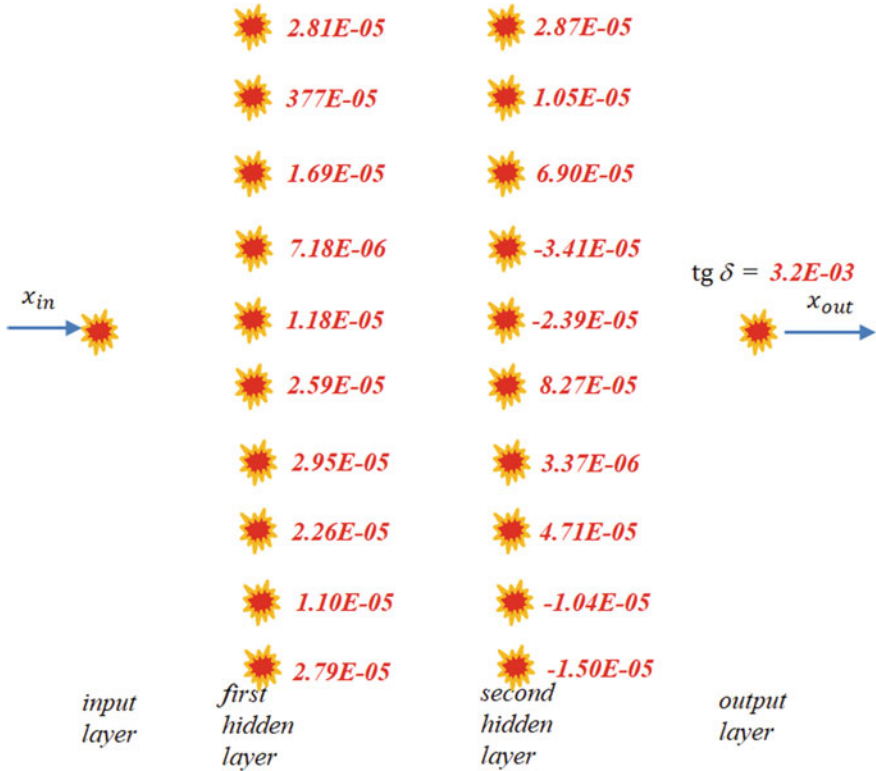 2.81E-05
2.87E-05
377E-05
1.05E-05
1.69E-05
6.90E-05
7.18E-06
-3.41E-05
tg δ = 3.2E-03
x_in
1.18E-05
-2.39E-05
x_out
2.59E-05
8.27E-05
2.95E-05
3.37E-06
2.26E-05
4.71E-05
1.10E-05
-1.04E-05
2.79E-05
-1.50E-05
input
layer
first
hidden
layer
second
hidden
layer
output
layer